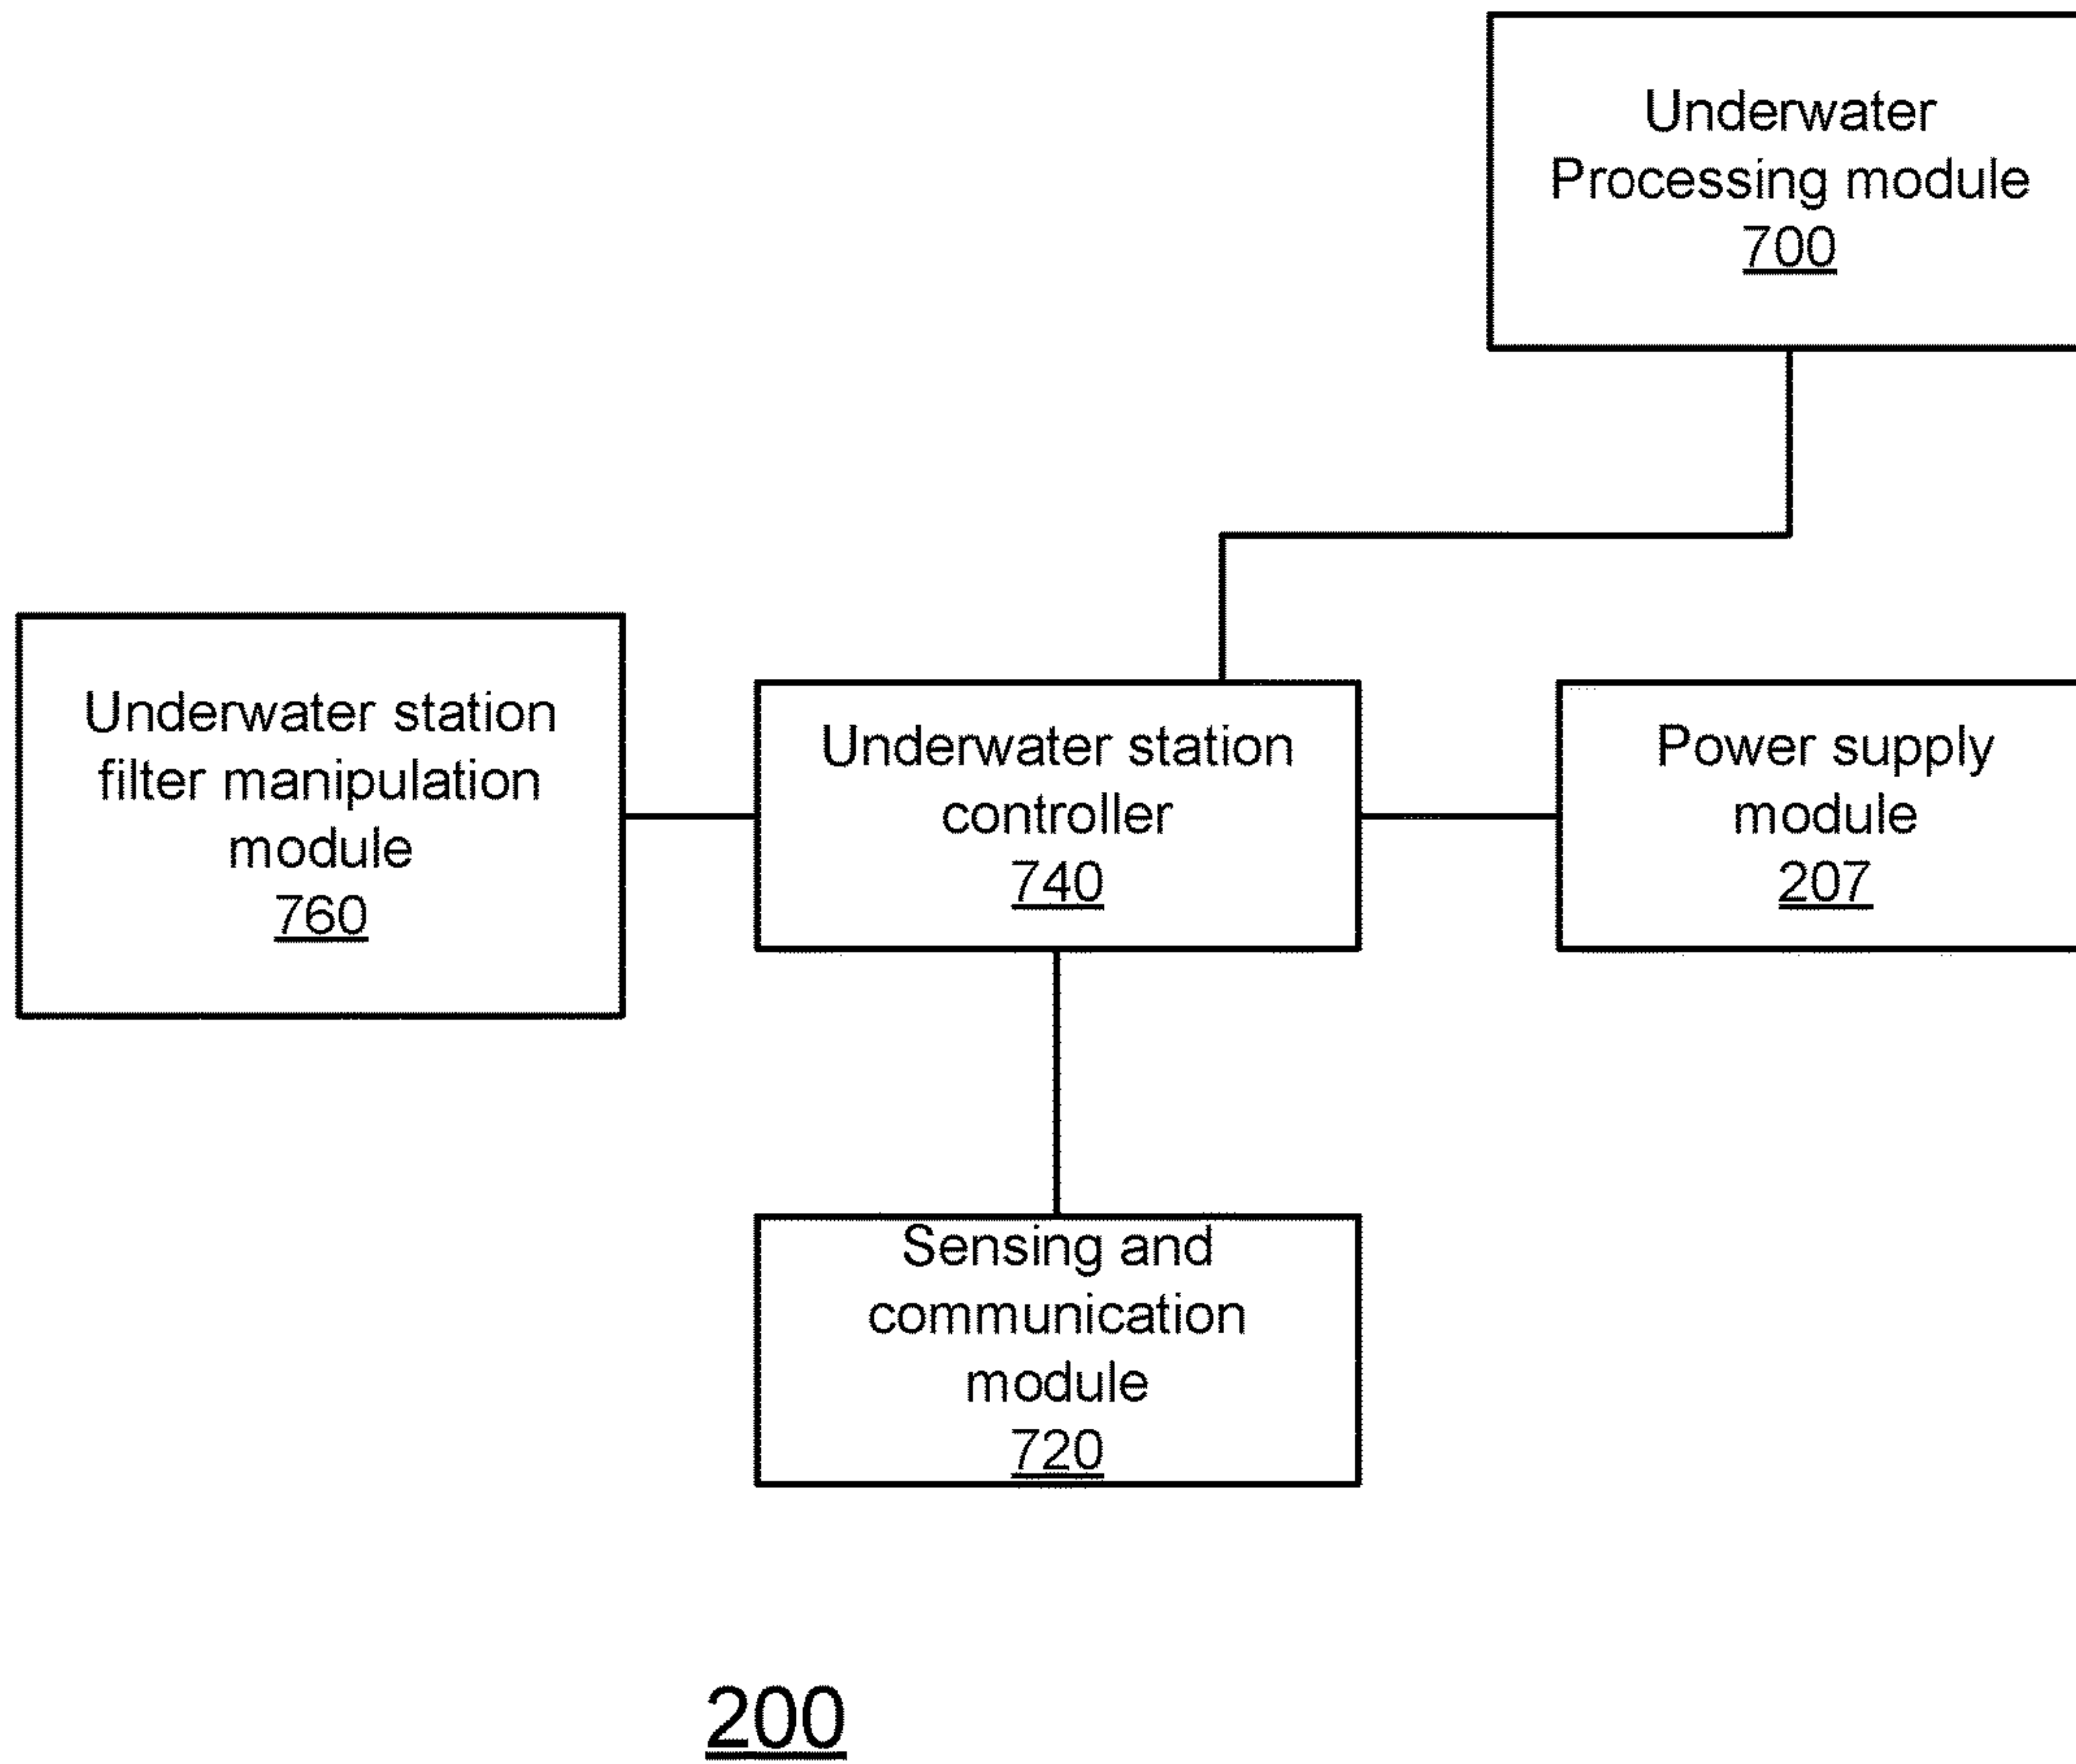 Underwater
Processing module
700
Underwater station
filter manipulation
module
760
Underwater station
controller
740
Power supply
module
207
Sensing and
communication
module
720
200